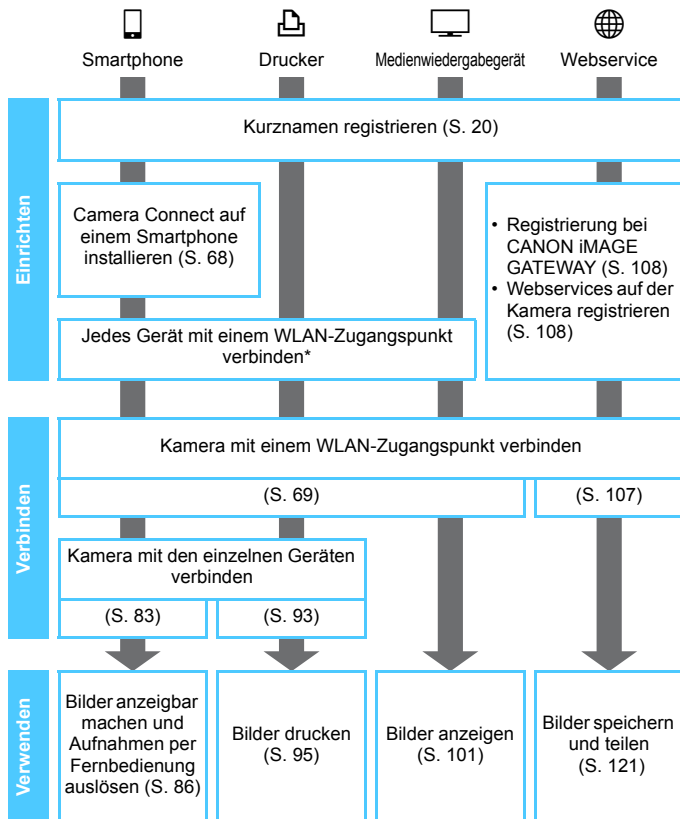 Smartphone
Drucker
Medienwiedergabegerät
Webservice
Einrichten
Kurznamen registrieren (S. 20)
Camera Connect auf
einem Smartphone
installieren (S. 68)
• Registrierung bei
CANON iMAGE
GATEWAY (S. 108)
• Webservices auf der
Kamera registrieren
(S. 108)
Jedes Gerät mit einem WLAN-Zugangspunkt
verbinden*
Verbinden
Kamera mit einem WLAN-Zugangspunkt verbinden
(S. 69)
(S. 107)
Kamera mit den einzelnen Geräten
verbinden
(S. 83)
(S. 93)
Verwenden
Bilder anzeigbar
machen und
Aufnahmen per
Fernbedienung
auslösen (S. 86)
Bilder drucken
(S. 95)
Bilder anzeigen
(S. 101)
Bilder speichern
und teilen
(S. 121)